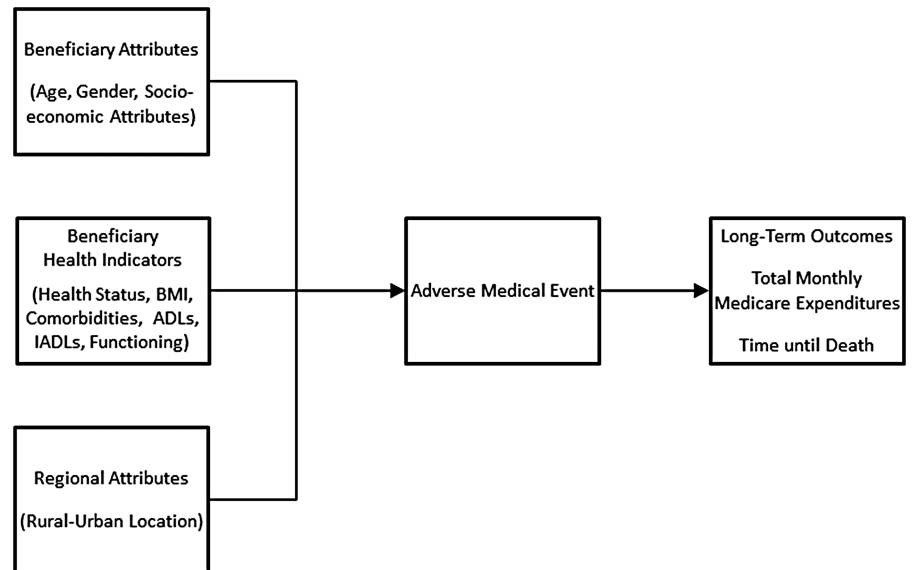 Beneficiary Attributes
(Age, Gender, Socio-
economic Attributes)
Beneficiary
Health Indicators
(Health Status, BMI,
Comorbidities, ADLs,
IADLs, Functioning)
Regional Attributes
(Rural-Urban Location)
Adverse Medical Event
Long-Term Outcomes
Total Monthly
Medicare Expenditures
Time until Death